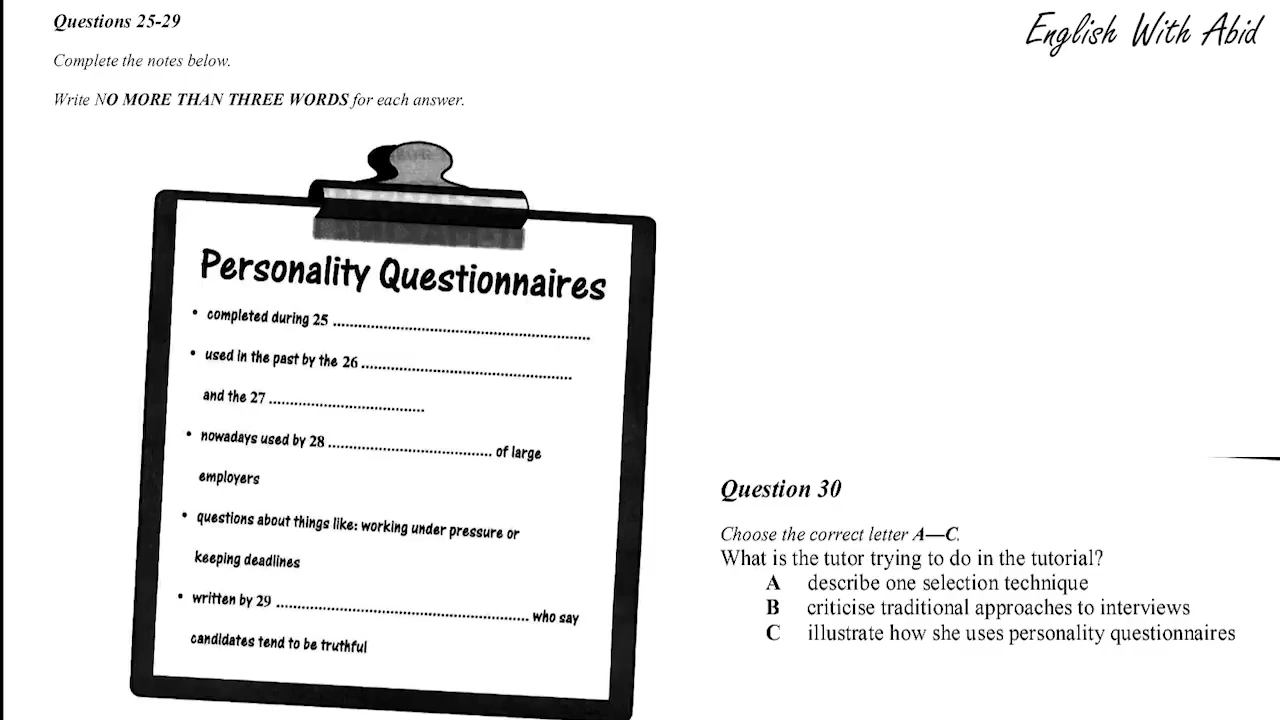 Questions 25-29
English With Abid
Complete the notes below.
Write NO MORE THAN THREE WORDS for each answer.
Personality Questionnaires
• completed during 25 ..............................
• used in the past by the 26 ..............................
and the 27 ..............................
• nowadays used by 28 .............................. of large
employers
• questions about things like: working under pressure or
keeping deadlines
• written by 29 .............................. who say
candidates tend to be truthful
Question 30
Choose the correct letter A—C.
What is the tutor trying to do in the tutorial?
A describe one selection technique
B criticise traditional approaches to interviews
C illustrate how she uses personality questionnaires